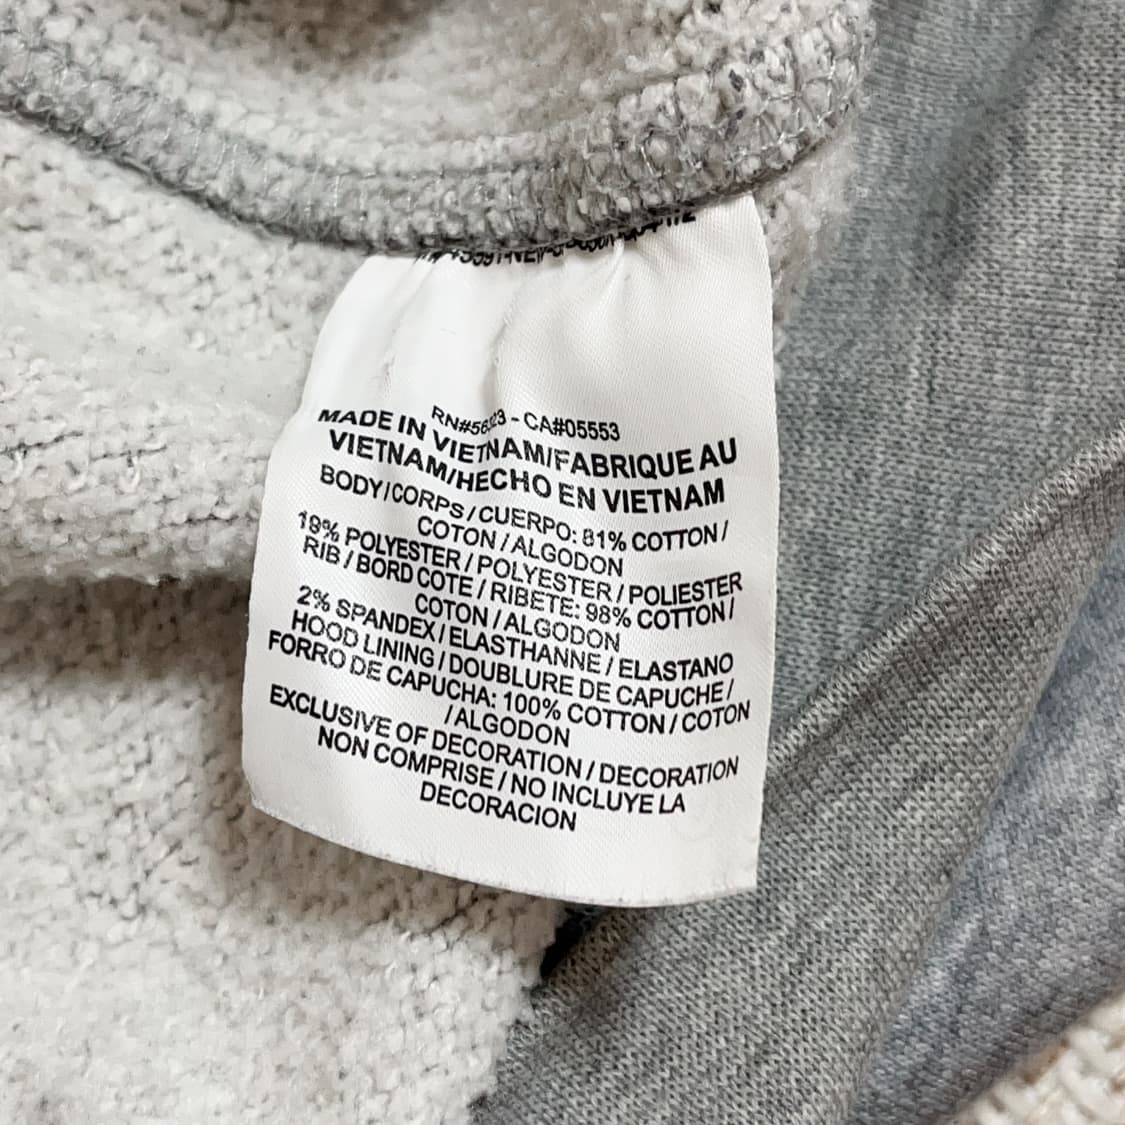 RN#56323 - CA#05553
MADE IN VIETNAM/FABRIQUE AU
VIETNAM/HECHO EN VIETNAM
BODY/CORPS/CUERPO: 81% COTTON/
COTON/ALGODON
19% POLYESTER/POLYESTER/POLIESTER
RIB/BORD COTE/RIBETE: 98% COTTON/
COTON/ALGODON
2% SPANDEX/ELASTHANNE/ELASTANO
HOOD LINING/DOUBLURE DE CAPUCHE/
FORRO DE CAPUCHA: 100% COTTON/COTON
/ALGODON
EXCLUSIVE OF DECORATION/DECORATION
NON COMPRISE/NO INCLUYE LA
DECORACION